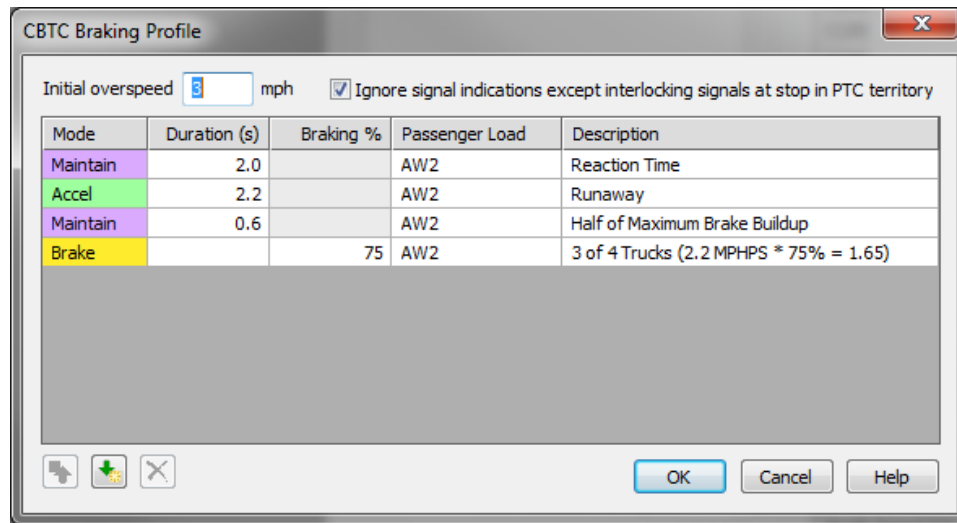 CBTC Braking Profile
Initial overspeed 3 mph Ignore signal indications except interlocking signals at stop in PTC territory
Mode Duration (s) Braking % Passenger Load Description
Maintain 2.0 AW2 Reaction Time
Accel 2.2 AW2 Runaway
Maintain 0.6 AW2 Half of Maximum Brake Buildup
Brake 75 AW2 3 of 4 Trucks (2.2 MPHPS * 75% = 1.65)
OK Cancel Help